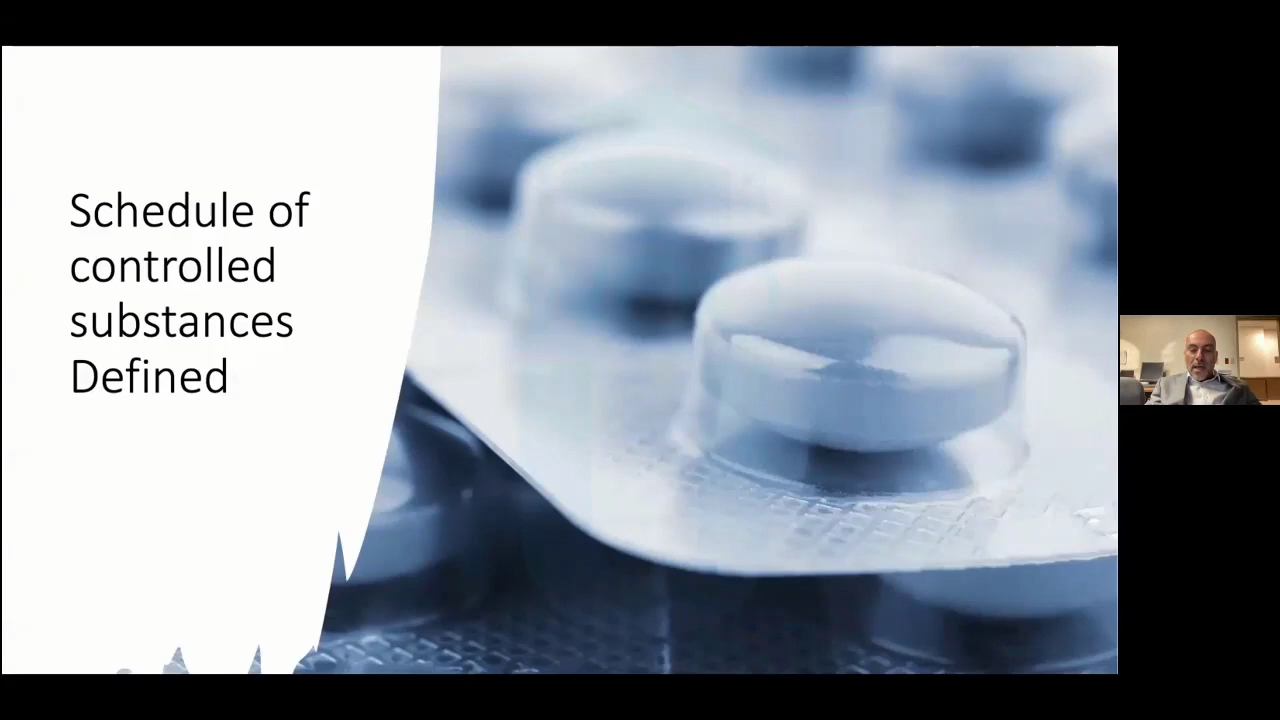 Schedule of
controlled
substances
Defined